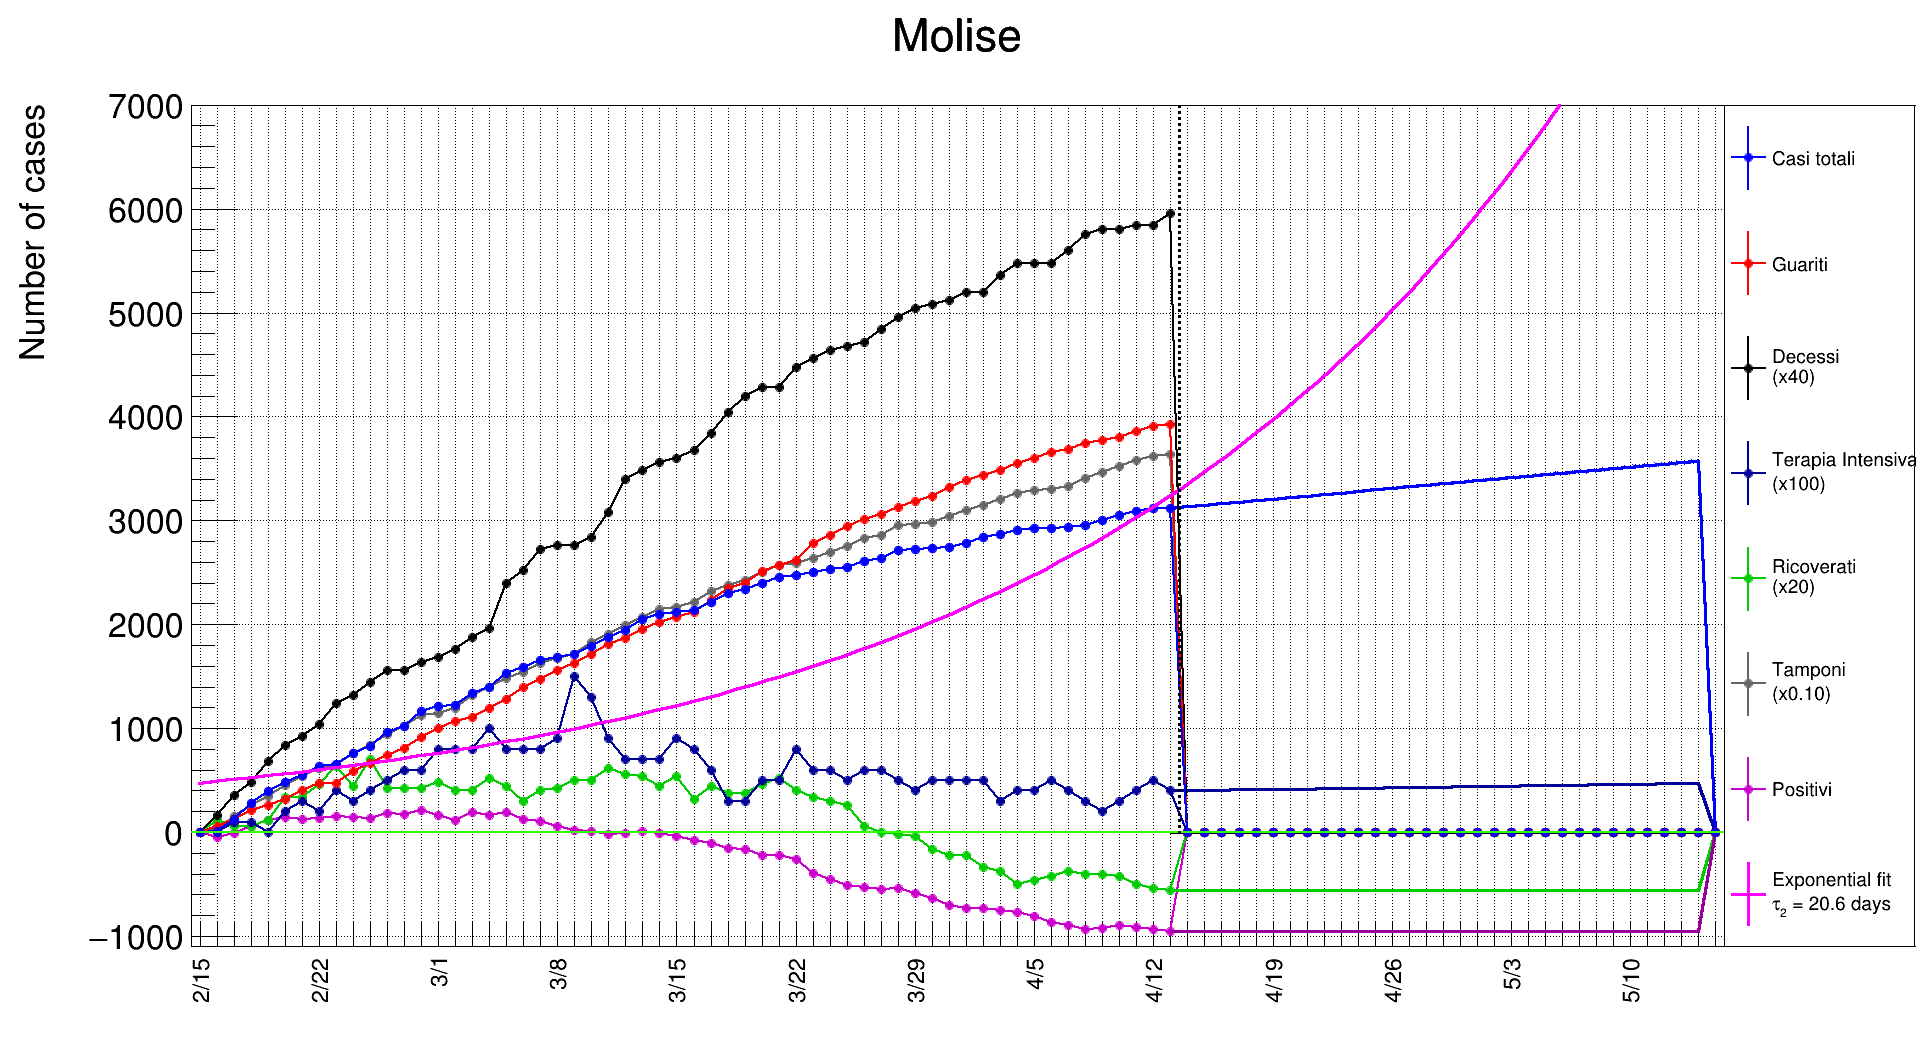 Molise
Number of cases
7000
6000
5000
4000
3000
2000
1000
0
−1000
2/15
2/22
3/1
3/8
3/15
3/22
3/29
4/5
4/12
4/19
4/26
5/3
5/10
Casi totali
Guariti
Decessi
(x40)
Terapia Intensiva
(x100)
Ricoverati
(x20)
Tamponi
(x0.10)
Positivi
Exponential fit
τ₂ = 20.6 days